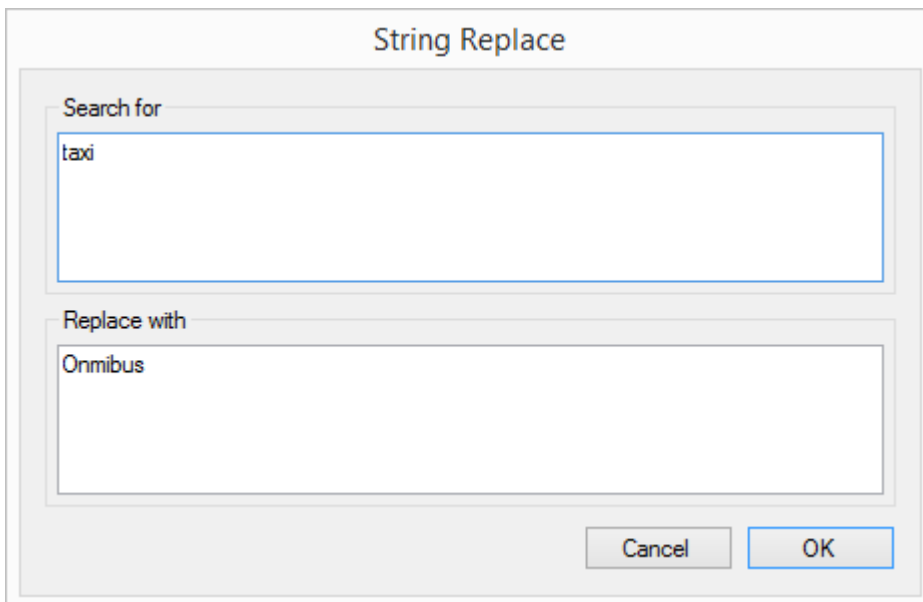 String Replace
Search for
taxi
Replace with
Onmibus
Cancel
OK